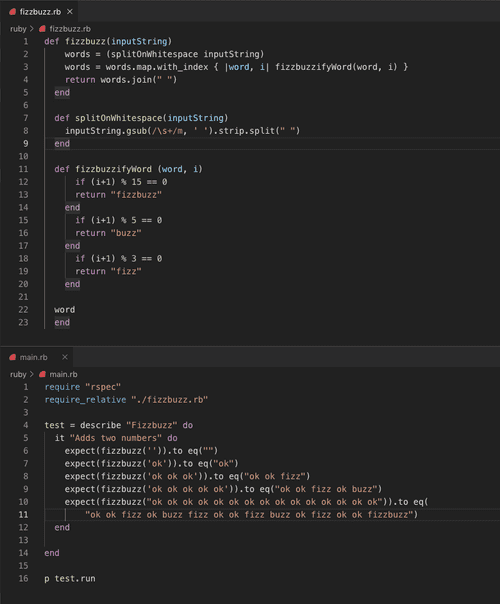 fizzbuzz.rb ×
ruby > fizzbuzz.rb
1 def fizzbuzz(inputString)
2 words = (splitOnWhitespace inputString)
3 words = words.map.with_index { |word, i| fizzbuzzifyWord(word, i) }
4 return words.join(" ")
5 end
6
7 def splitOnWhitespace(inputString)
8 inputString.gsub(/\s+/m, ' ').strip.split(" ")
9 end
10
11 def fizzbuzzifyWord (word, i)
12 if (i+1) % 15 == 0
13 return "fizzbuzz"
14 end
15 if (i+1) % 5 == 0
16 return "buzz"
17 end
18 if (i+1) % 3 == 0
19 return "fizz"
20 end
21
22 word
23 end
main.rb ×
ruby > main.rb
1 require "rspec"
2 require_relative "./fizzbuzz.rb"
3
4 test = describe "Fizzbuzz" do
5 it "Adds two numbers" do
6 expect(fizzbuzz('')).to eq("")
7 expect(fizzbuzz('ok')).to eq("ok")
8 expect(fizzbuzz('ok ok ok')).to eq("ok ok fizz")
9 expect(fizzbuzz('ok ok ok ok ok')).to eq("ok ok fizz ok buzz")
10 expect(fizzbuzz("ok ok ok ok ok ok ok ok ok ok ok ok ok ok ok")).to eq(
11 "ok ok fizz ok buzz fizz ok ok fizz buzz ok fizz ok ok fizzbuzz")
12 end
13
14 end
15
16 p test.run